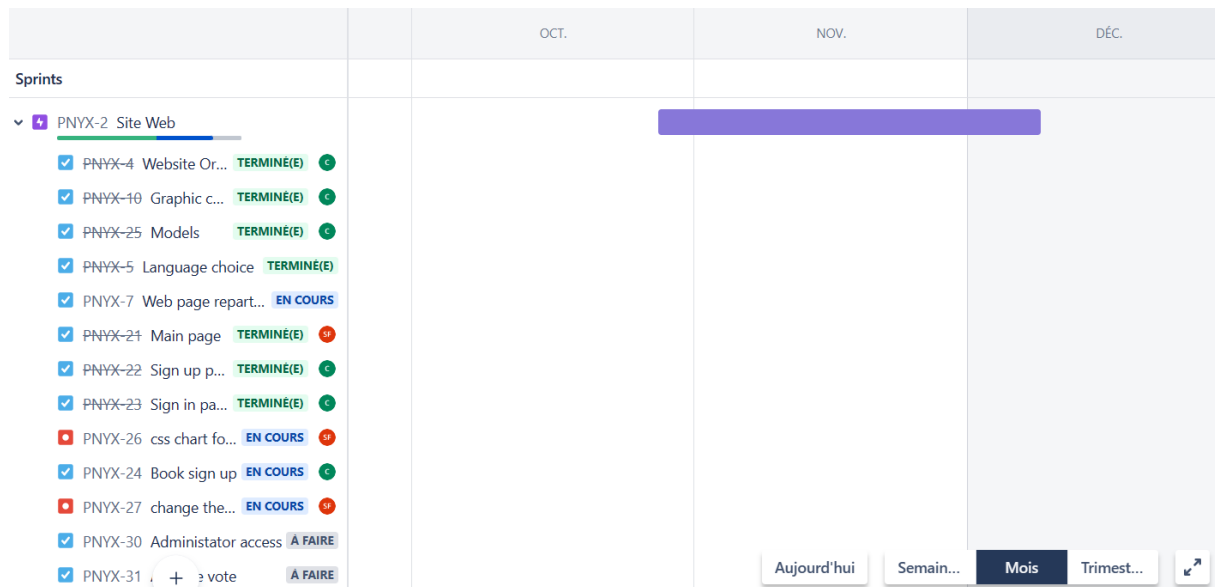 OCT. NOV. DÉC.
Sprints
PNYX-2 Site Web
PNYX-4 Website Or... TERMINÉ(E) C
PNYX-10 Graphic c... TERMINÉ(E) C
PNYX-25 Models TERMINÉ(E) C
PNYX-5 Language choice TERMINÉ(E)
PNYX-7 Web page repart... EN COURS
PNYX-21 Main page TERMINÉ(E) SF
PNYX-22 Sign up p... TERMINÉ(E) C
PNYX-23 Sign in pa... TERMINÉ(E) C
PNYX-26 css chart fo... EN COURS SF
PNYX-24 Book sign up EN COURS C
PNYX-27 change the... EN COURS SF
PNYX-30 Administator access À FAIRE
PNYX-31 vote À FAIRE
Aujourd'hui Semain... Mois Trimest...